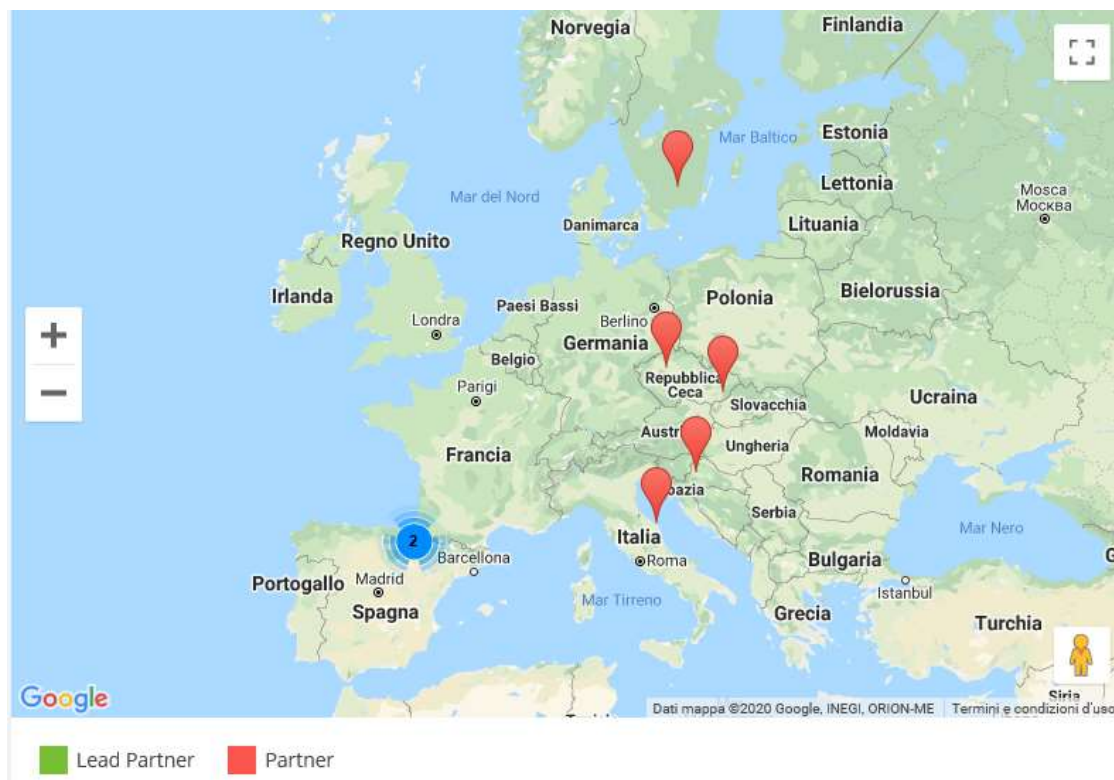 Norvegia
Finlandia
Mar Baltico
Estonia
Lettonia
Mosca
Москва
Mar del Nord
Danimarca
Lituania
Regno Unito
Irlanda
Paesi Bassi
Berlino
Polonia
Bielorussia
Londra
Germania
Belgio
Repubblica
Ceca
Parigi
Slovacchia
Ucraina
Austri
Ungheria
Moldavia
Francia
Romania
oazia
Serbia
2
Italia
Mar Nero
Barcellona
Roma
Bulgaria
G
Portogallo
Madrid
Istanbul
Spagna
Mar Tirreno
Grecia
Turchia
Google
Siria
Dati mappa ©2020 Google, INEGI, ORION-ME
Termini e condizioni d'uso
Lead Partner
Partner